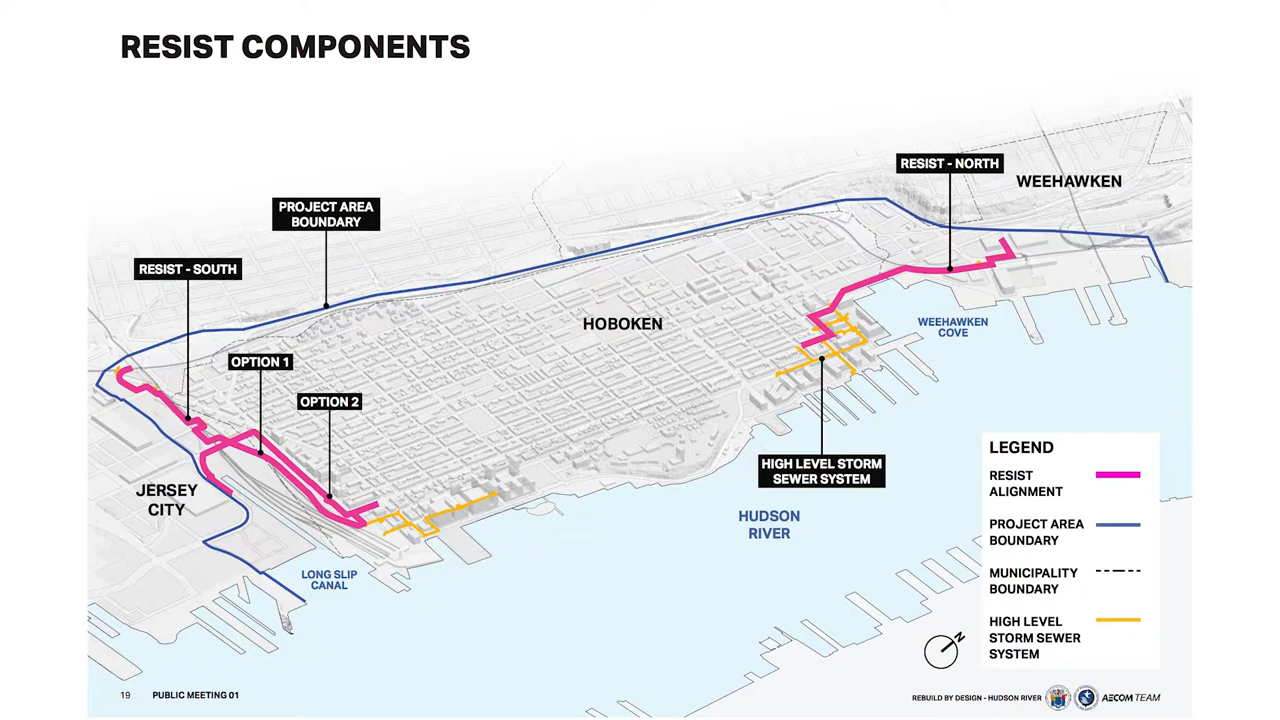 RESIST COMPONENTS
RESIST - NORTH
WEEHAWKEN
PROJECT AREA
BOUNDARY
RESIST - SOUTH
HOBOKEN
WEEHAWKEN
COVE
OPTION 1
OPTION 2
HIGH LEVEL STORM
SEWER SYSTEM
JERSEY
CITY
HUDSON
RIVER
LONG SLIP
CANAL
LEGEND
RESIST
ALIGNMENT
PROJECT AREA
BOUNDARY
MUNICIPALITY
BOUNDARY
HIGH LEVEL
STORM SEWER
SYSTEM
N
19 PUBLIC MEETING 01
REBUILD BY DESIGN - HUDSON RIVER
AECOM TEAM